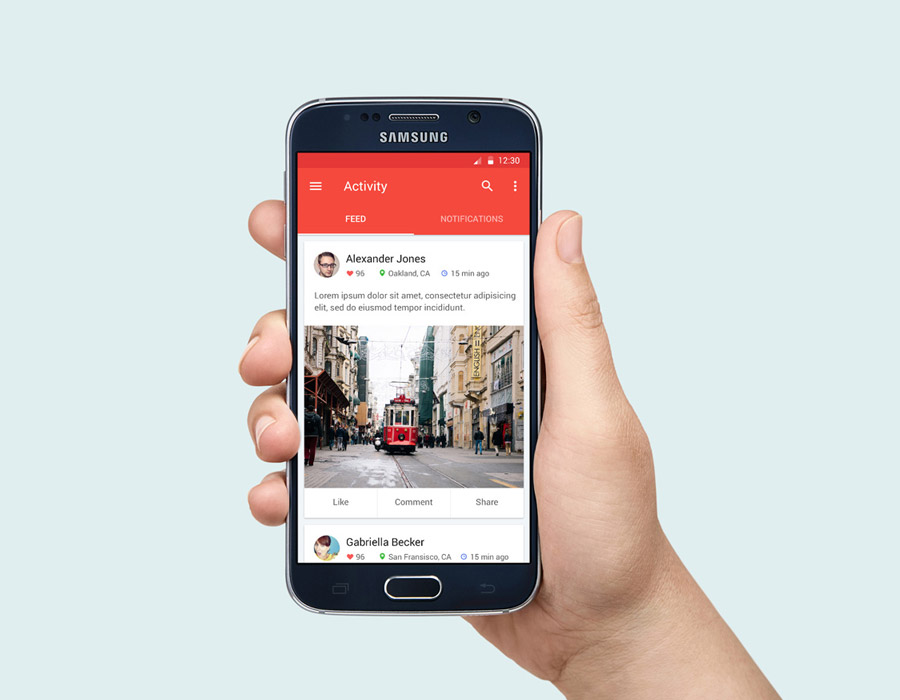 SAMSUNG
12:30
Activity
FEED NOTIFICATIONS
Alexander Jones
96 Oakland, CA 15 min ago
Lorem ipsum dolor sit amet, consectetur adipisicing
elit, sed do eiusmod tempor incididunt.
ENGLISH
Like Comment Share
Gabriella Becker
96 San Fransisco, CA 15 min ago